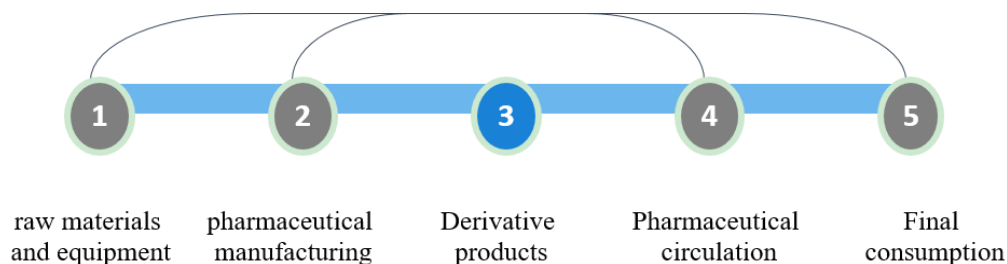 1 2 3 4 5
raw materials pharmaceutical Derivative Pharmaceutical Final
and equipment manufacturing products circulation consumption